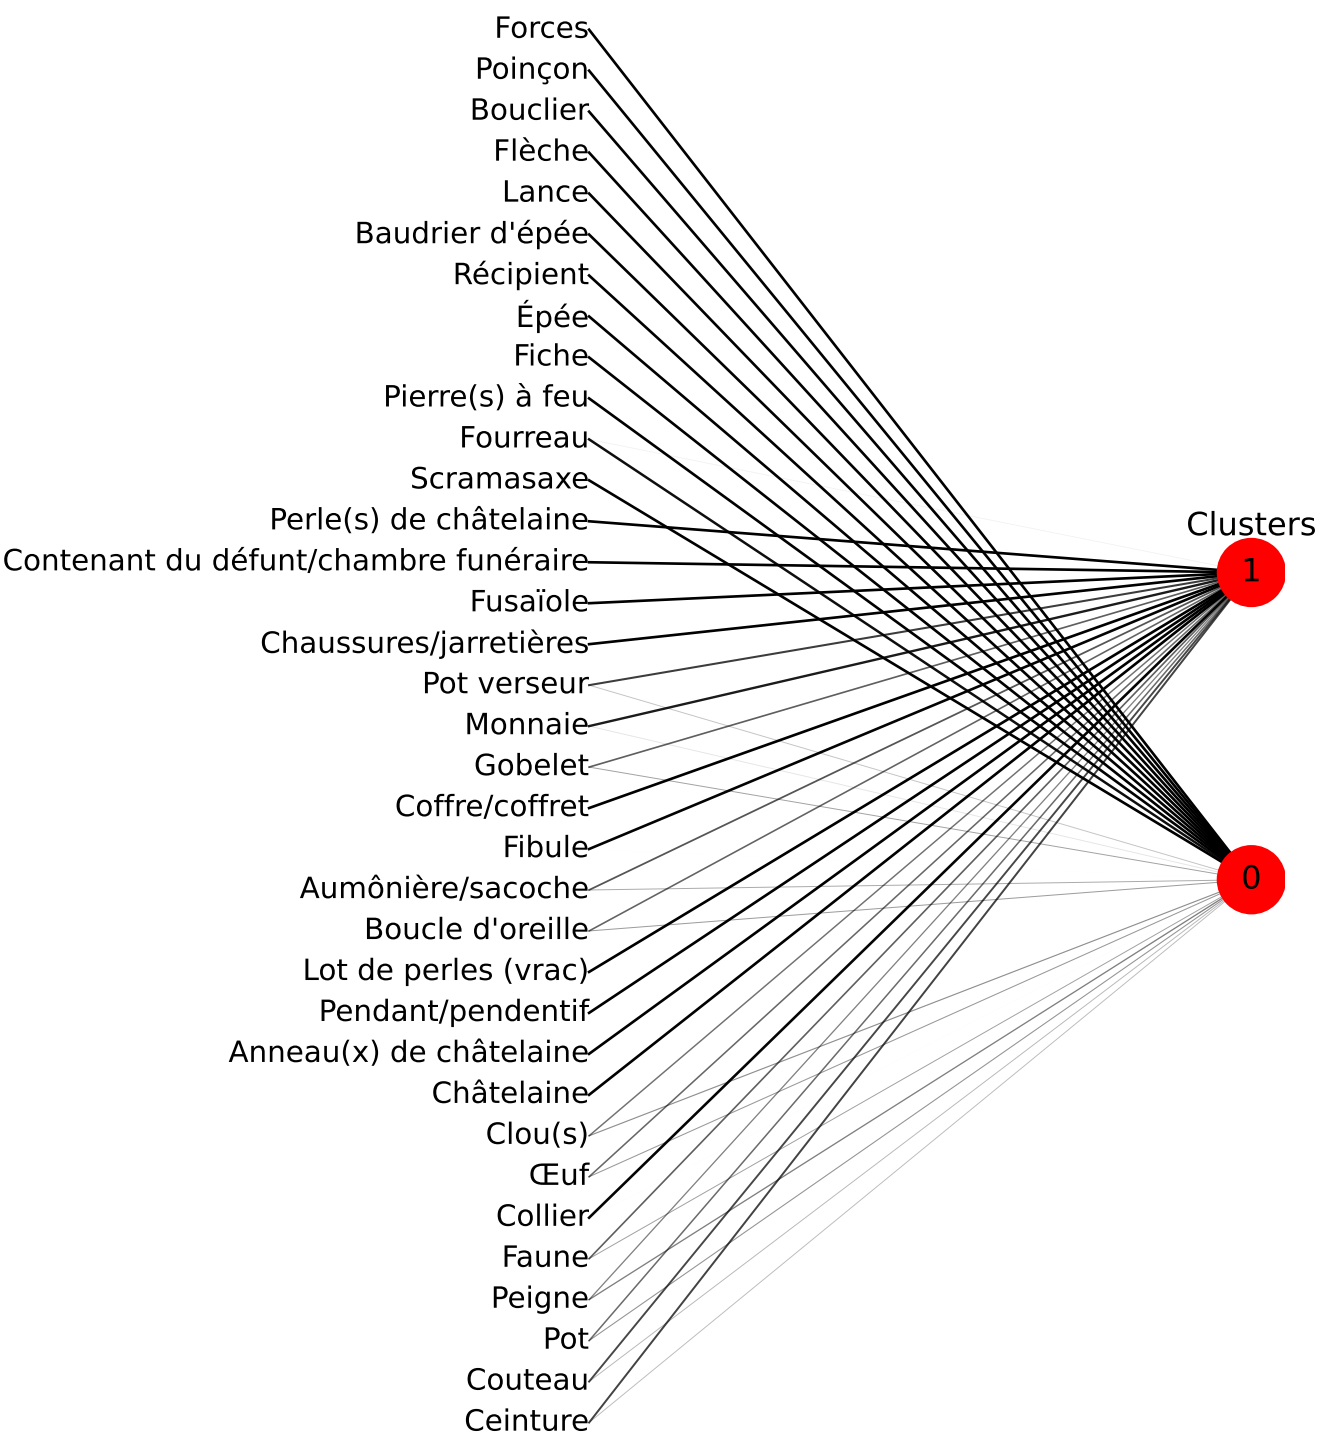 Forces
Poinçon
Bouclier
Flèche
Lance
Baudrier d'épée
Récipient
Épée
Fiche
Pierre(s) à feu
Fourreau
Scramasaxe
Perle(s) de châtelaine
Clusters
Contenant du défunt/chambre funéraire
1
Fusaïole
Chaussures/jarretières
Pot verseur
Monnaie
Gobelet
Coffre/coffret
Fibule
0
Aumônière/sacoche
Boucle d'oreille
Lot de perles (vrac)
Pendant/pendentif
Anneau(x) de châtelaine
Châtelaine
Clou(s)
Œuf
Collier
Faune
Peigne
Pot
Couteau
Ceinture